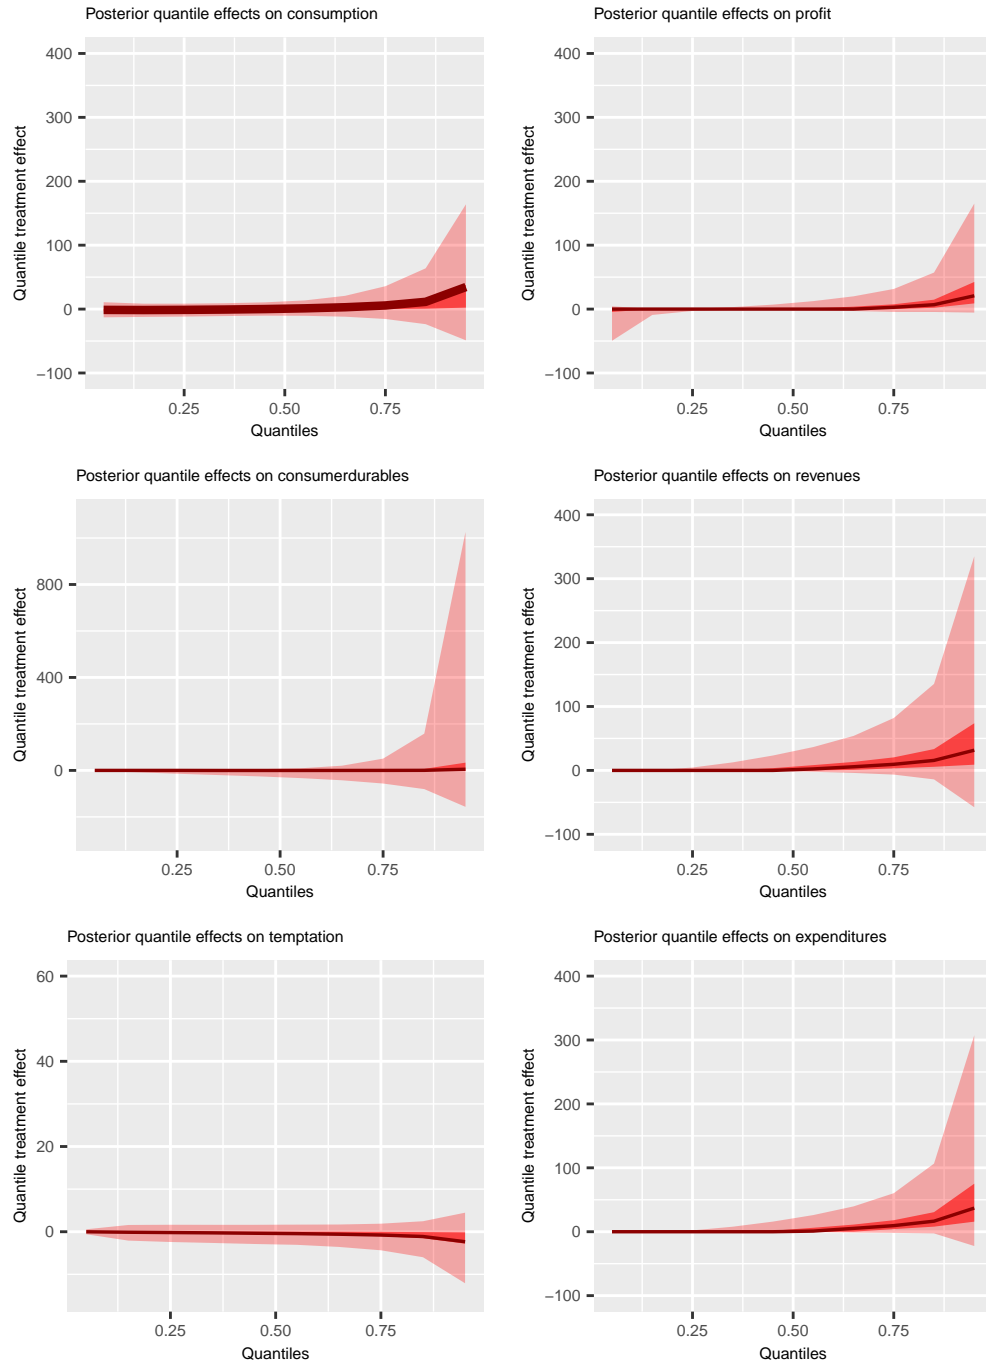 Posterior quantile effects on consumption
400
300
200
100
0
−100
Quantile treatment effect
0.25 0.50 0.75
Quantiles
Posterior quantile effects on profit
400
300
200
100
0
−100
Quantile treatment effect
0.25 0.50 0.75
Quantiles
Posterior quantile effects on consumerdurables
800
400
0
Quantile treatment effect
0.25 0.50 0.75
Quantiles
Posterior quantile effects on revenues
400
300
200
100
0
−100
Quantile treatment effect
0.25 0.50 0.75
Quantiles
Posterior quantile effects on temptation
60
40
20
0
Quantile treatment effect
0.25 0.50 0.75
Quantiles
Posterior quantile effects on expenditures
400
300
200
100
0
−100
Quantile treatment effect
0.25 0.50 0.75
Quantiles